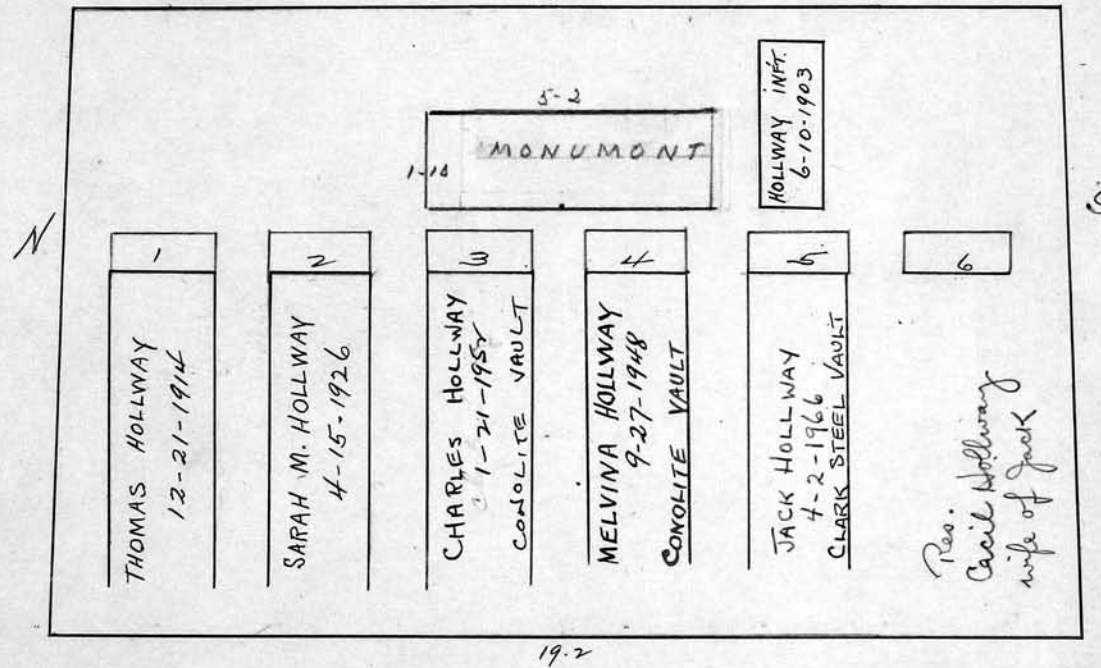 5-2
MONUMONT
1-10
HOLLWAY INFT.
6-10-1903
N
1
THOMAS HOLLWAY
12-21-1914
2
SARAH M. HOLLWAY
4-15-1926
3
CHARLES HOLLWAY
1-21-1952
CONOLITE VAULT
4
MELVINA HOLLWAY
9-27-1948
CONOLITE VAULT
5
JACK HOLLWAY
4-2-1966
CLARK STEEL VAULT
6
Res.
Cecil Hollway
wife of Jack
19.2